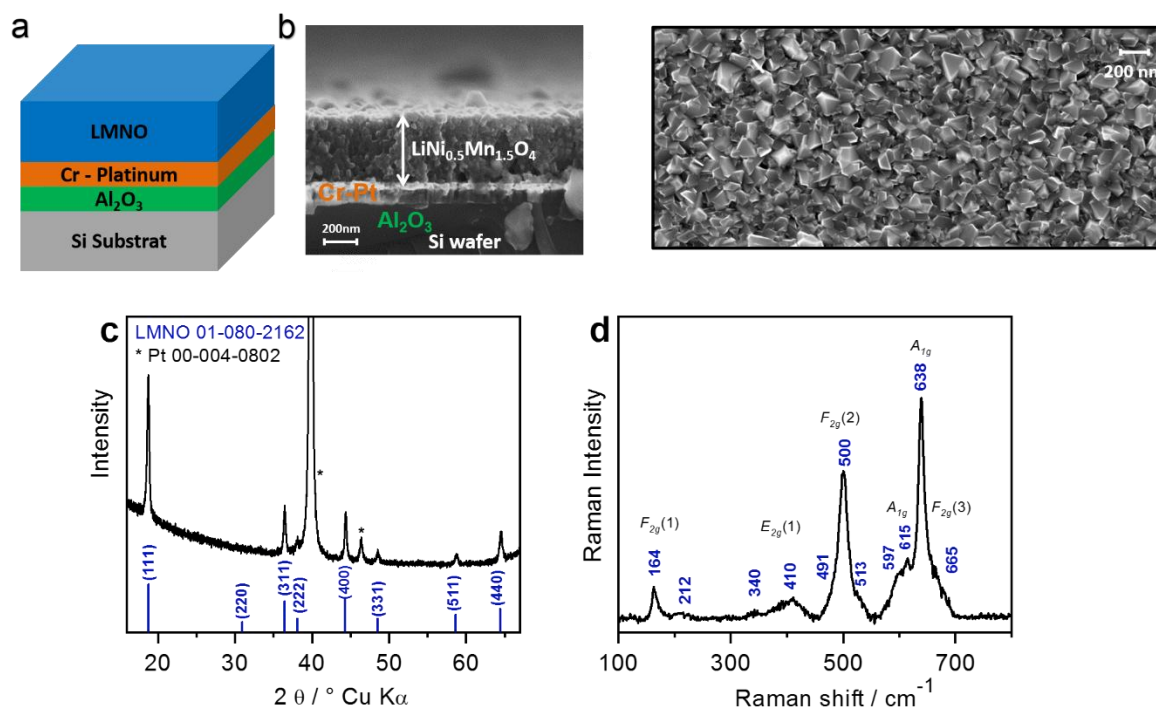 a
LMNO
Cr - Platinum
Al₂O₃
Si Substrat
b
LiNi₀.₅Mn₁.₅O₄
Cr-Pt
Al₂O₃
200nm
Si wafer
200 nm
c
LMNO 01-080-2162
* Pt 00-004-0802
Intensity
*
*
(111)
(220)
(311)
(222)
(400)
(331)
(511)
(440)
20
30
40
50
60
2 θ / ° Cu Kα
d
Raman Intensity
F₂g(1)
164
212
E₂g(1)
340
410
F₂g(2)
491
500
513
A₁g
597
615
A₁g
638
F₂g(3)
665
100
300
500
700
Raman shift / cm⁻¹